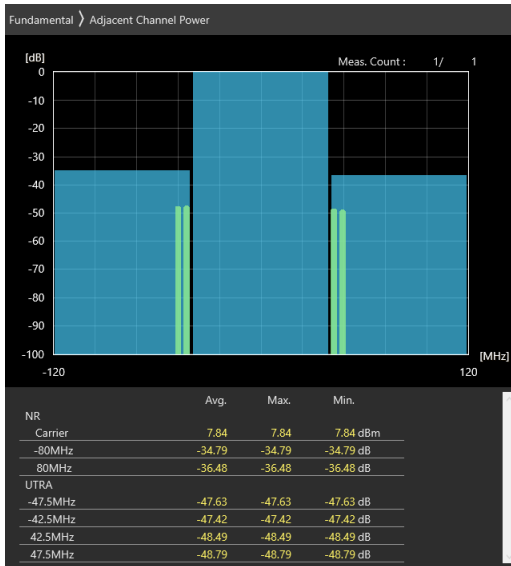 Fundamental 〉 Adjacent Channel Power
[dB] Meas. Count : 1/ 1
0
-10
-20
-30
-40
-50
-60
-70
-80
-90
-100
[MHz]
-120 120
Avg. Max. Min.
NR
Carrier 7.84 7.84 7.84 dBm
-80MHz -34.79 -34.79 -34.79 dB
80MHz -36.48 -36.48 -36.48 dB
UTRA
-47.5MHz -47.63 -47.63 -47.63 dB
-42.5MHz -47.42 -47.42 -47.42 dB
42.5MHz -48.49 -48.49 -48.49 dB
47.5MHz -48.79 -48.79 -48.79 dB